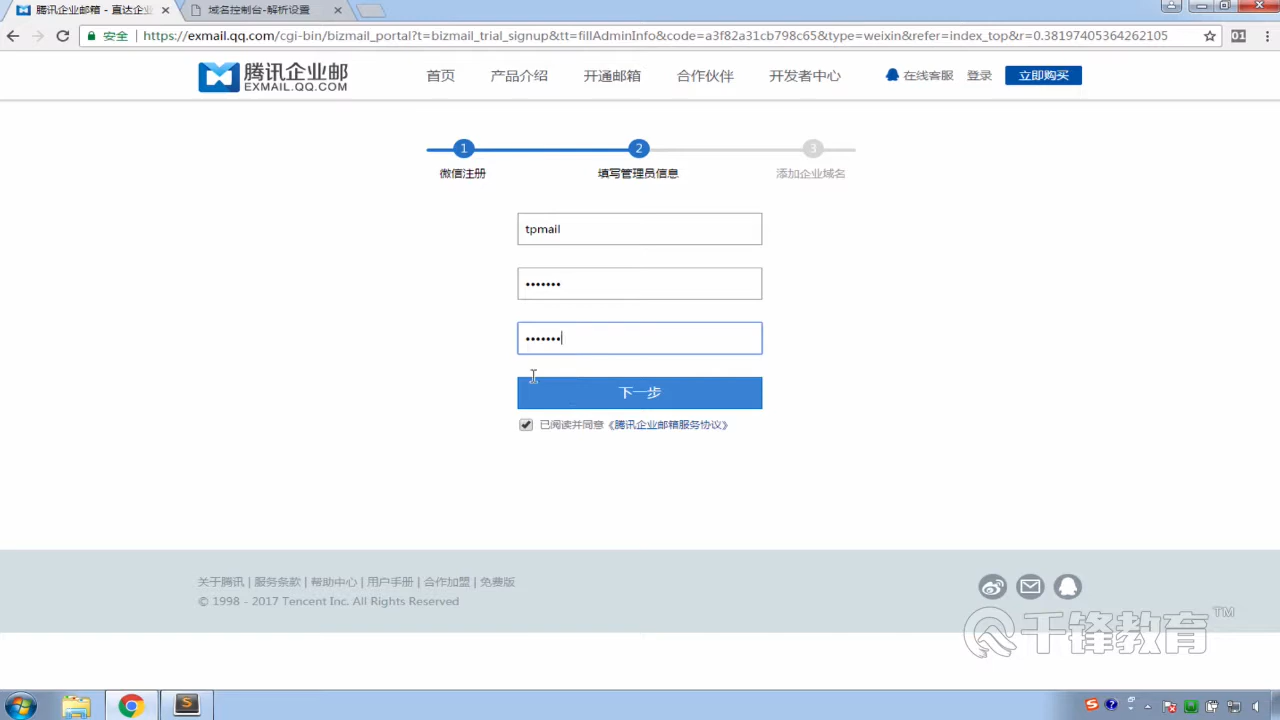 腾讯企业邮箱 - 直达企业
域名控制台-解析设置
安全 https://exmail.qq.com/cgi-bin/bizmail_portal?t=bizmail_trial_signup&tt=fillAdminInfo&code=a3f82a31cb798c65&type=weixin&refer=index_top&r=0.38197405364262105
01
腾讯企业邮
EXMAIL.QQ.COM
首页 产品介绍 开通邮箱 合作伙伴 开发者中心 在线客服 登录 立即购买
1 2 3
微信注册 填写管理员信息 添加企业域名
tpmail
•••••••
•••••••
下一步
已阅读并同意《腾讯企业邮箱服务协议》
关于腾讯 | 服务条款 | 帮助中心 | 用户手册 | 合作加盟 | 免费版
© 1998 - 2017 Tencent Inc. All Rights Reserved
千锋教育 TM